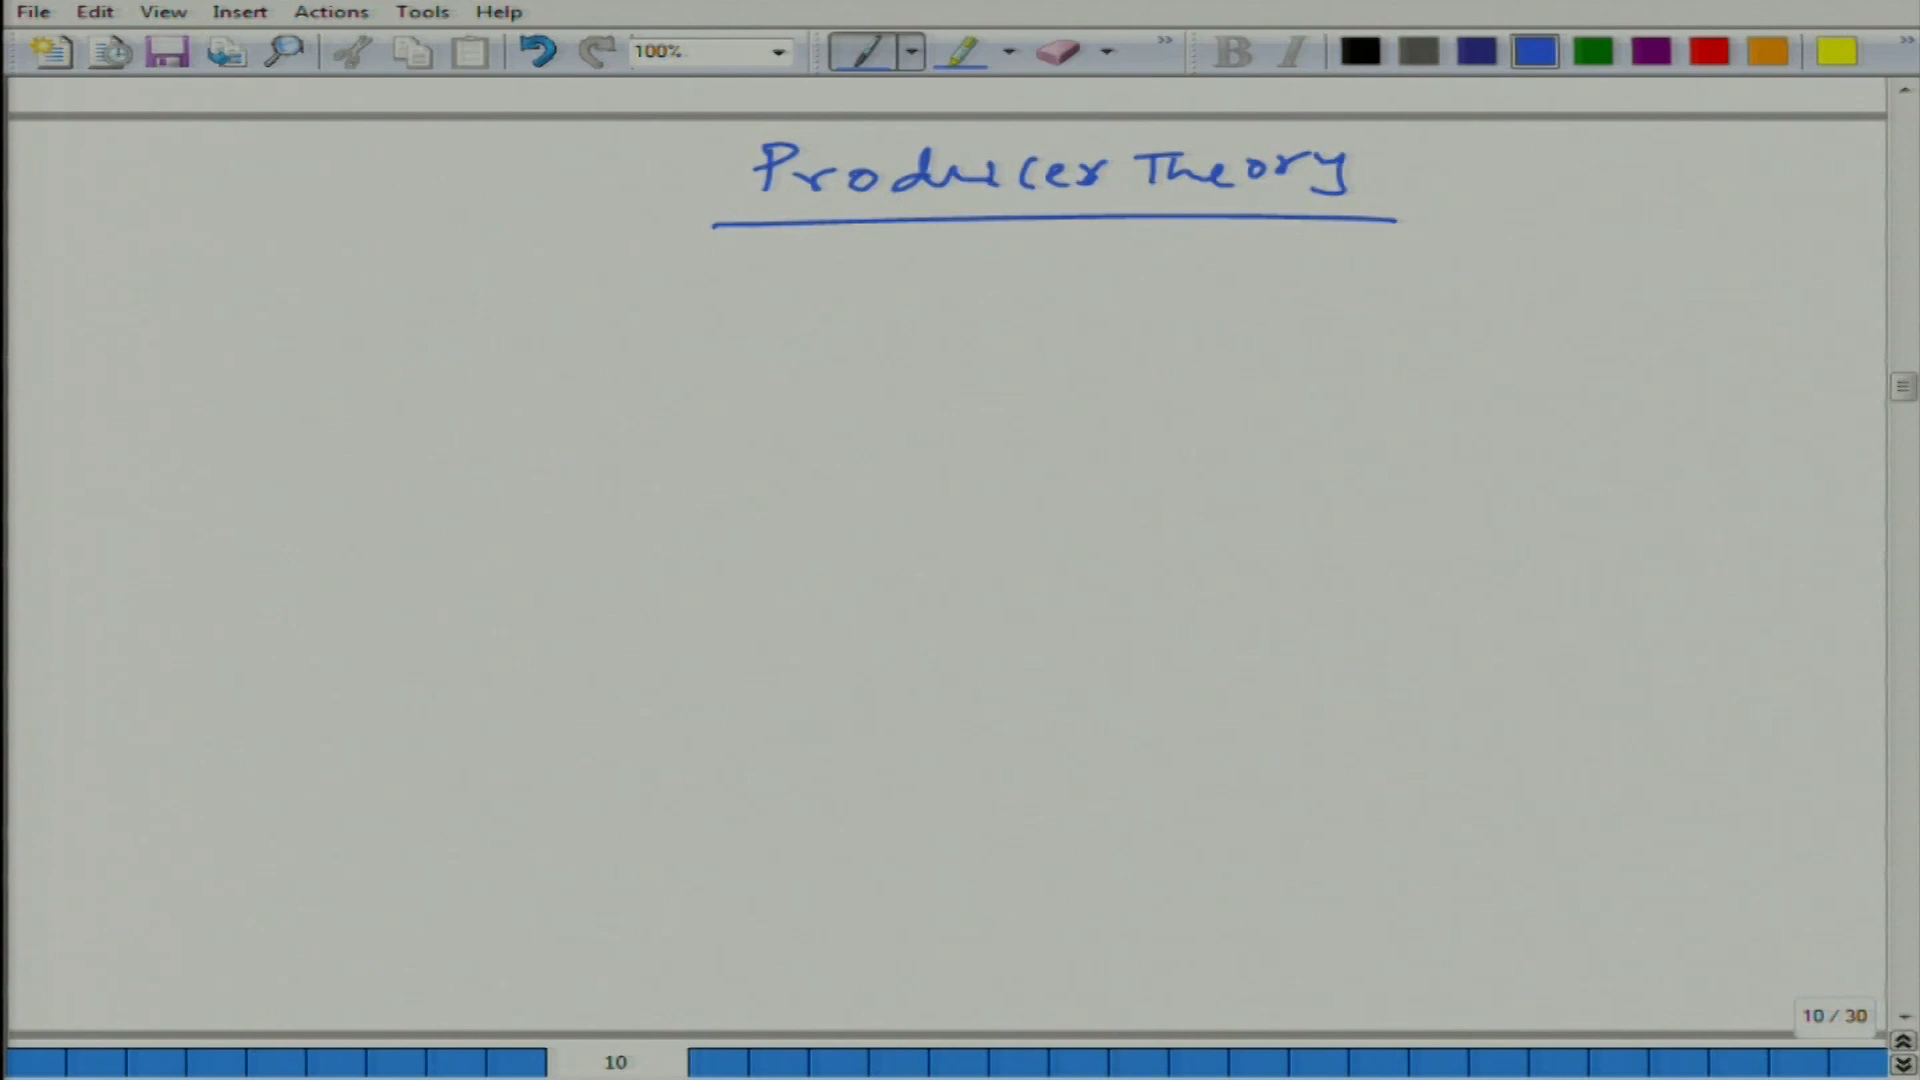 File Edit View Insert Actions Tools Help
100%
B I
Producer Theory
10 / 30
10